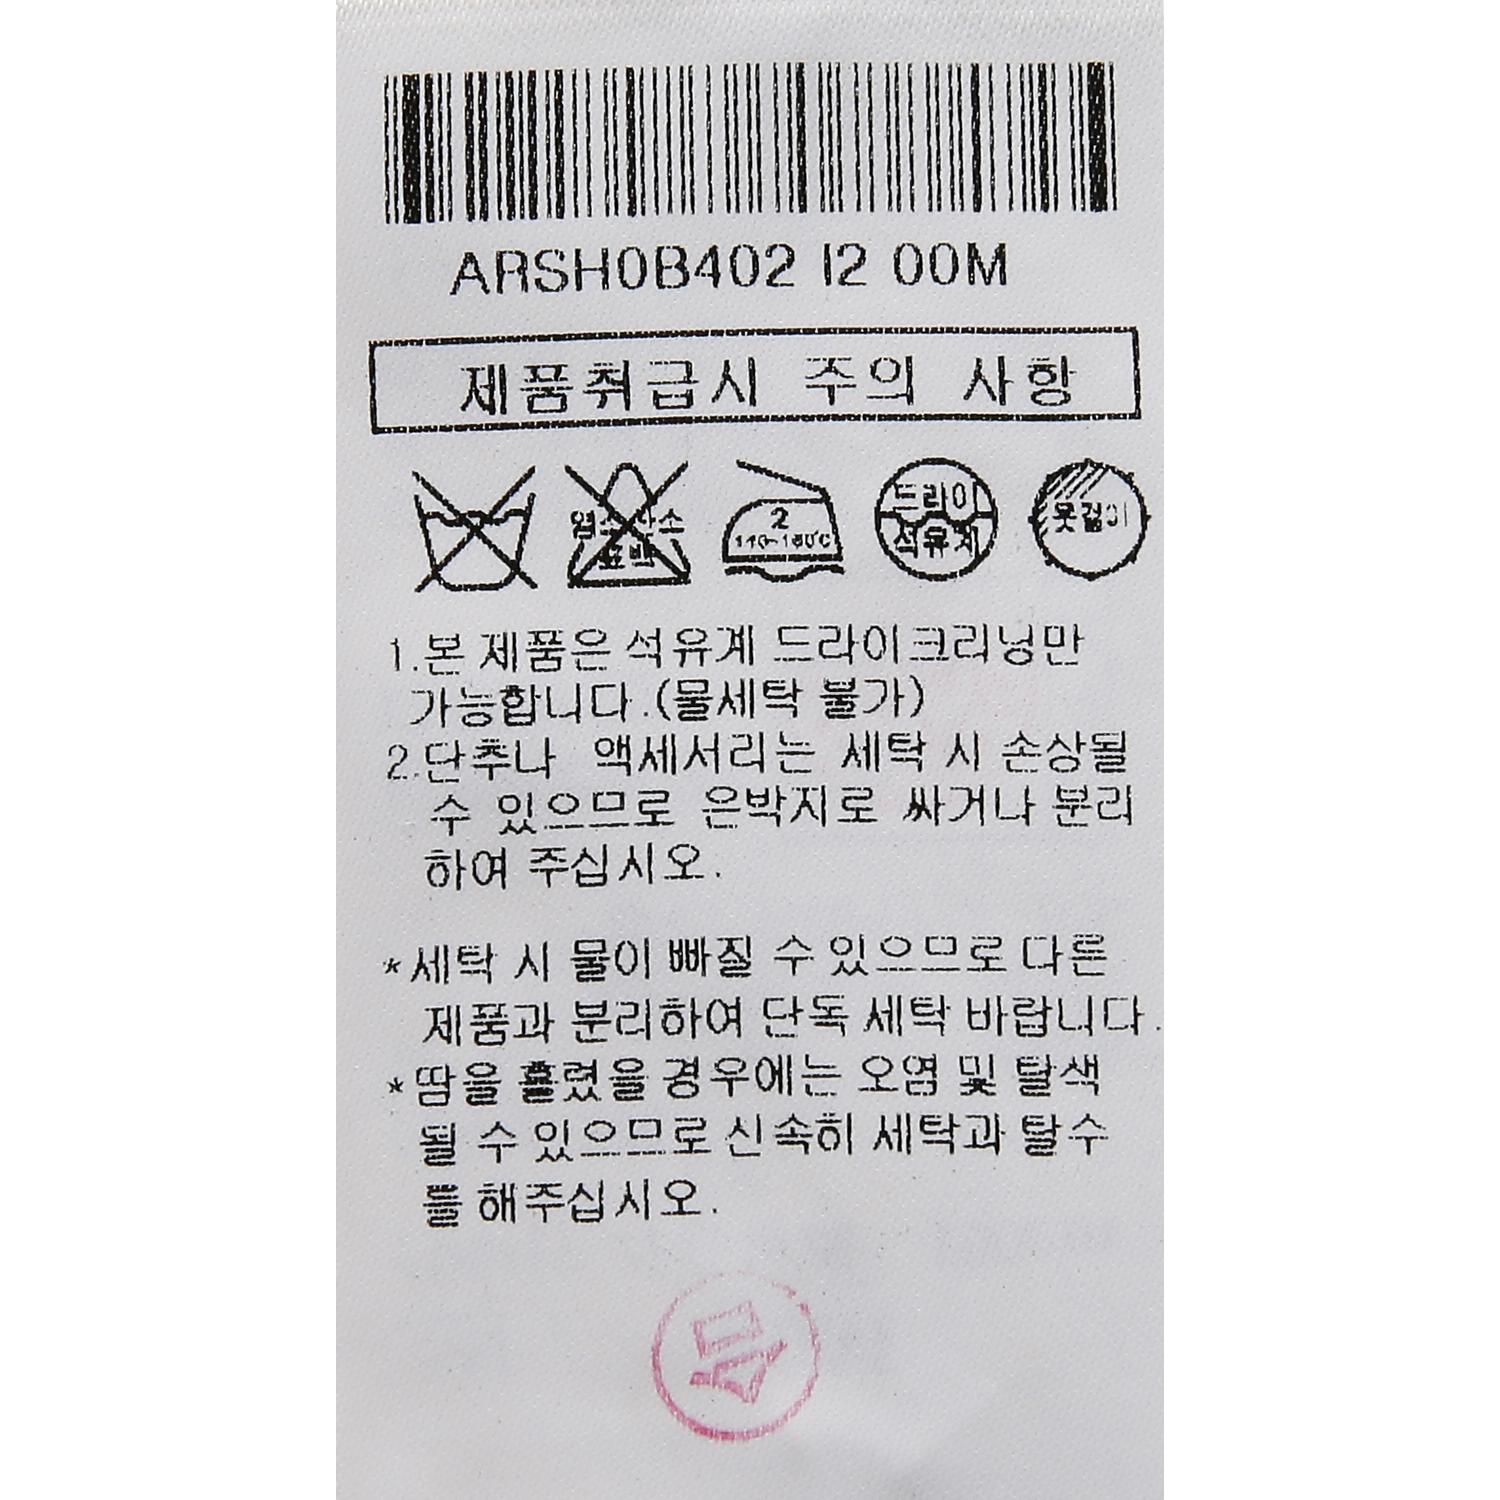 ARSH0B402 I2 00M
제품취급시 주의 사항
염소 산소
표백
2
드라이
석유계
옷걸이
1.본 제품은 석유계 드라이크리닝만
가능합니다.(물세탁 불가)
2.단추나 액세서리는 세탁 시 손상될
수 있으므로 은박지로 싸거나 분리
하여 주십시오.
*세탁 시 물이 빠질 수 있으므로 다른
제품과 분리하여 단독 세탁 바랍니다.
*땀을 흘렸을 경우에는 오염 및 탈색
될 수 있으므로 신속히 세탁과 탈수
를 해주십시오.